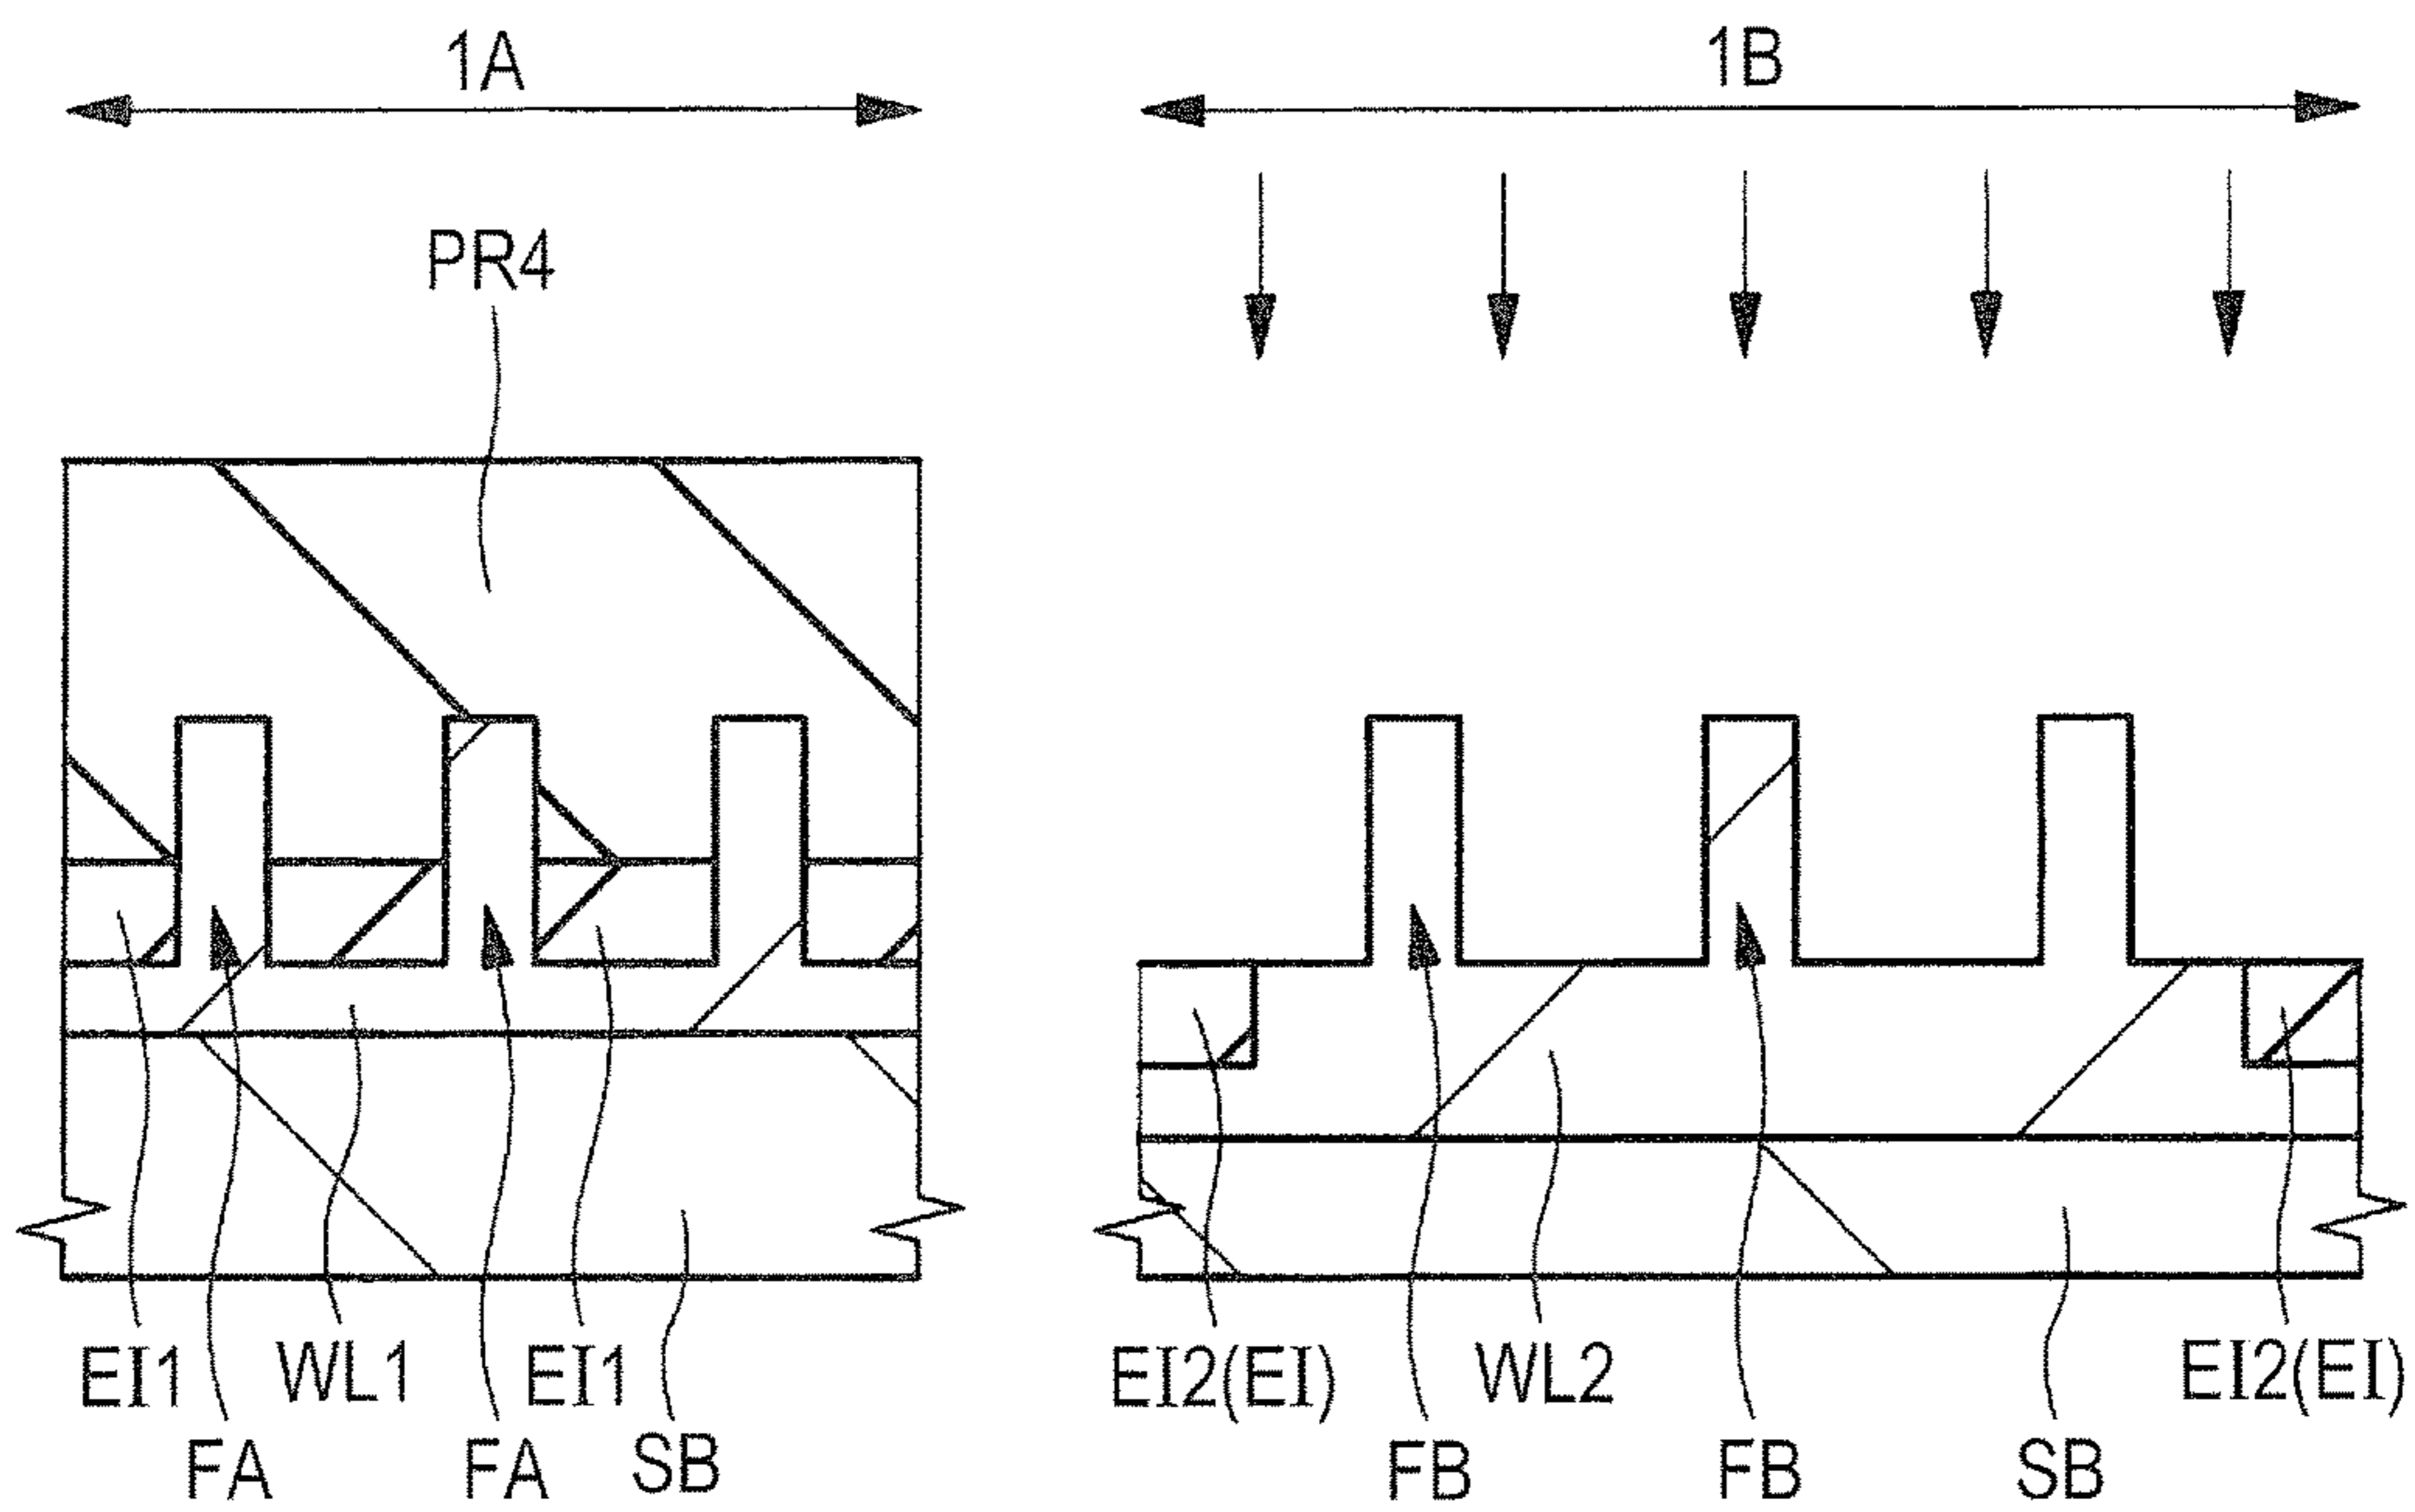 1A 1B
PR4
EI1 WL1 EI1 EI2(EI) WL2 EI2(EI)
FA FA SB FB FB SB